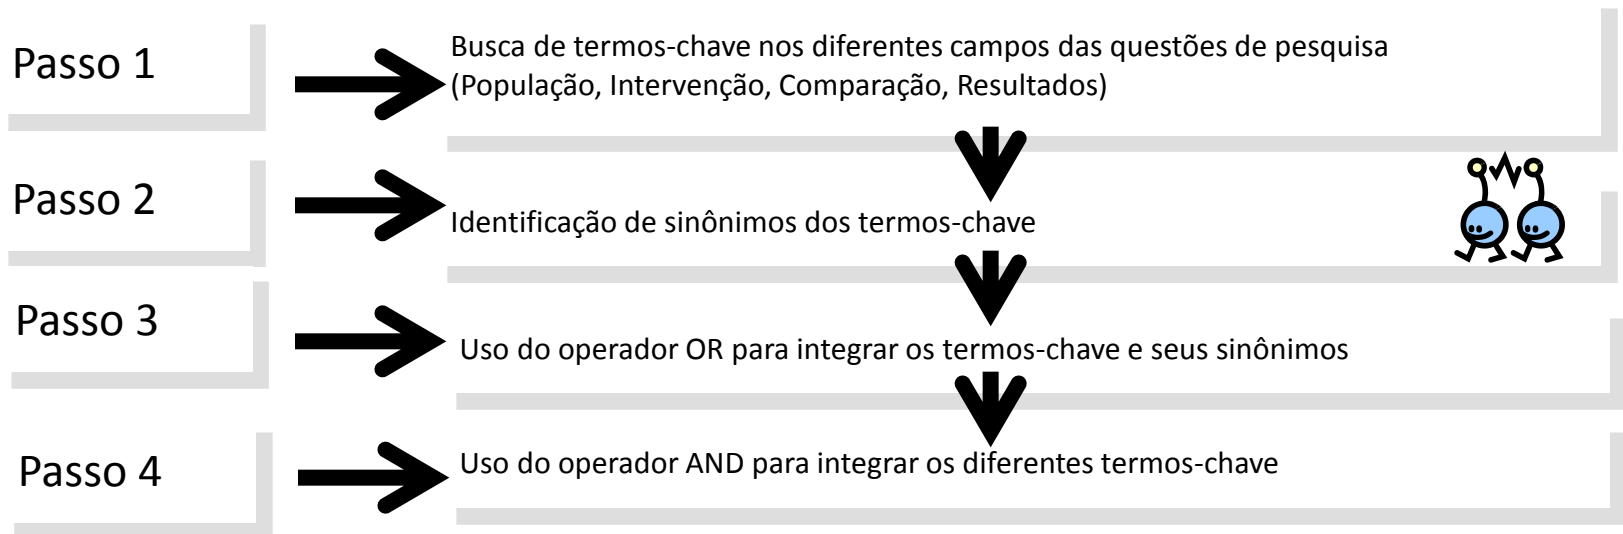 Passo 1
Busca de termos-chave nos diferentes campos das questões de pesquisa
(População, Intervenção, Comparação, Resultados)
Passo 2
Identificação de sinônimos dos termos-chave
Passo 3
Uso do operador OR para integrar os termos-chave e seus sinônimos
Passo 4
Uso do operador AND para integrar os diferentes termos-chave